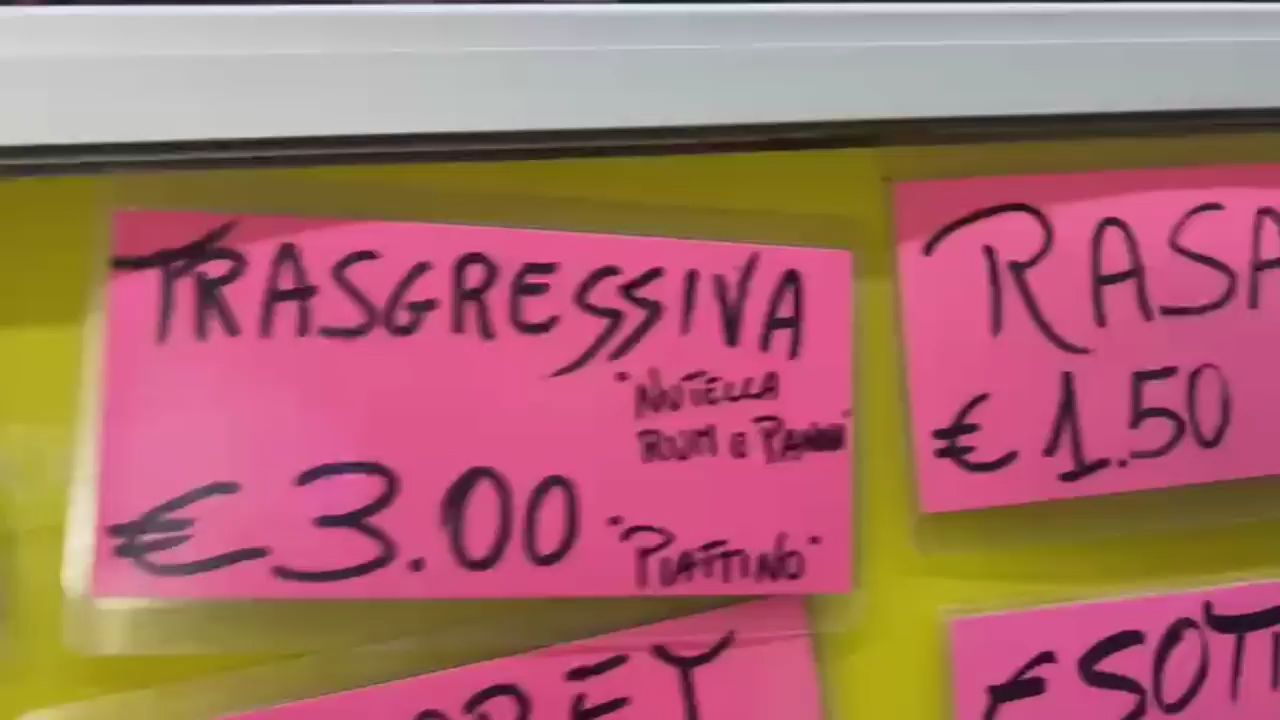 TRASGRESSIVA
"NUTELLA
RUM e PANNA"
€ 3.00
"PIATTINO"
RASA
€ 1.50